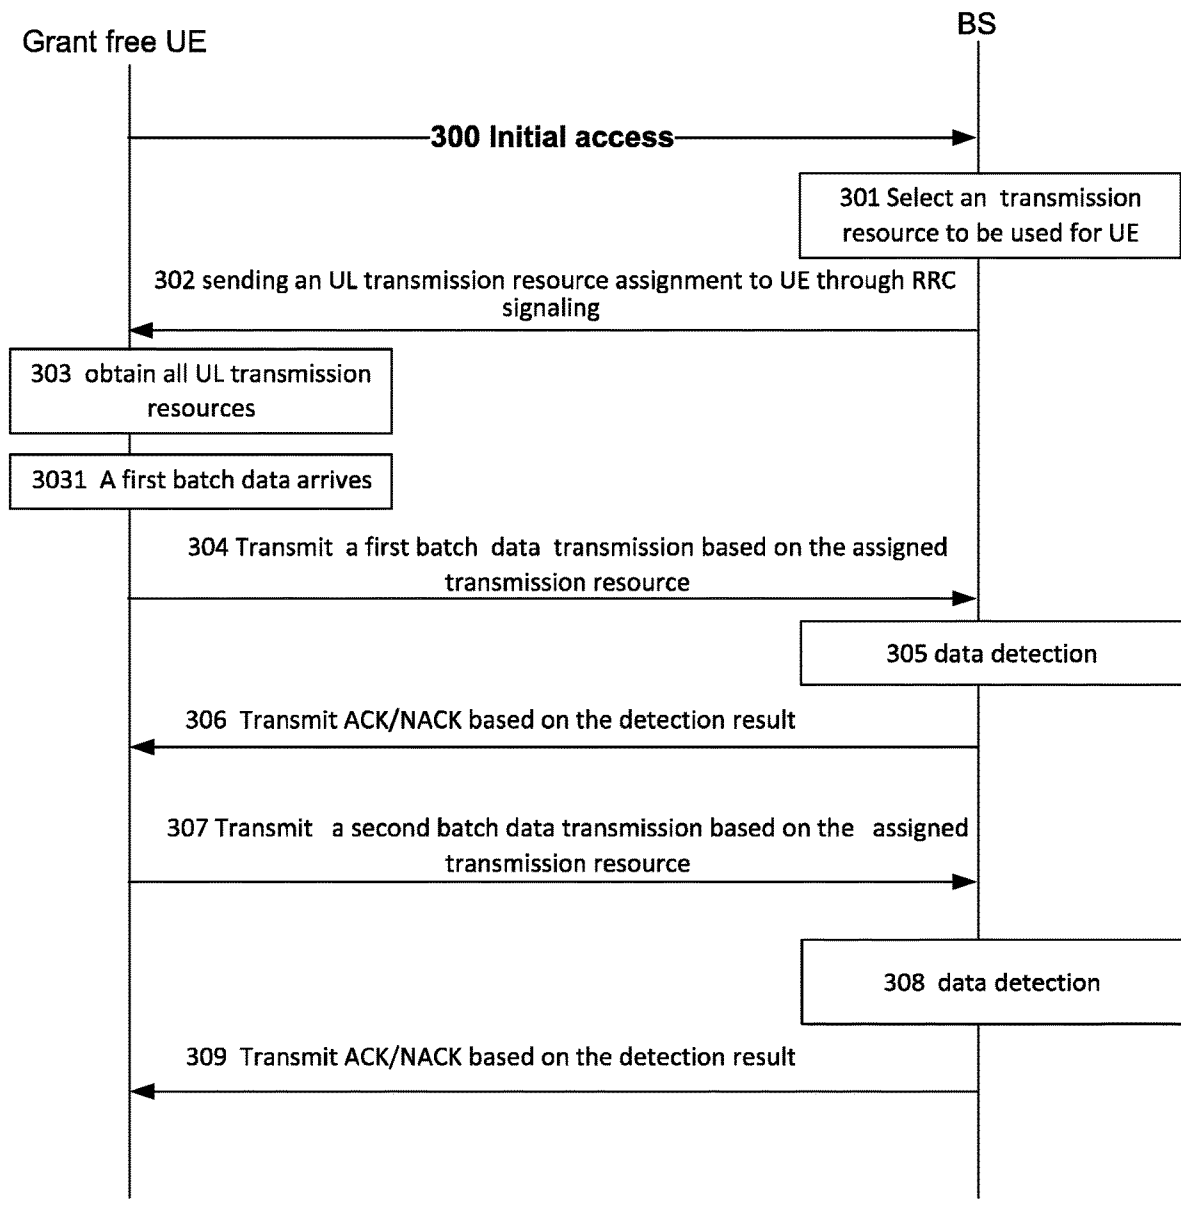 Grant free UE
BS
300 Initial access
301 Select an transmission
resource to be used for UE
302 sending an UL transmission resource assignment to UE through RRC
signaling
303 obtain all UL transmission
resources
3031 A first batch data arrives
304 Transmit a first batch data transmission based on the assigned
transmission resource
305 data detection
306 Transmit ACK/NACK based on the detection result
307 Transmit a second batch data transmission based on the assigned
transmission resource
308 data detection
309 Transmit ACK/NACK based on the detection result